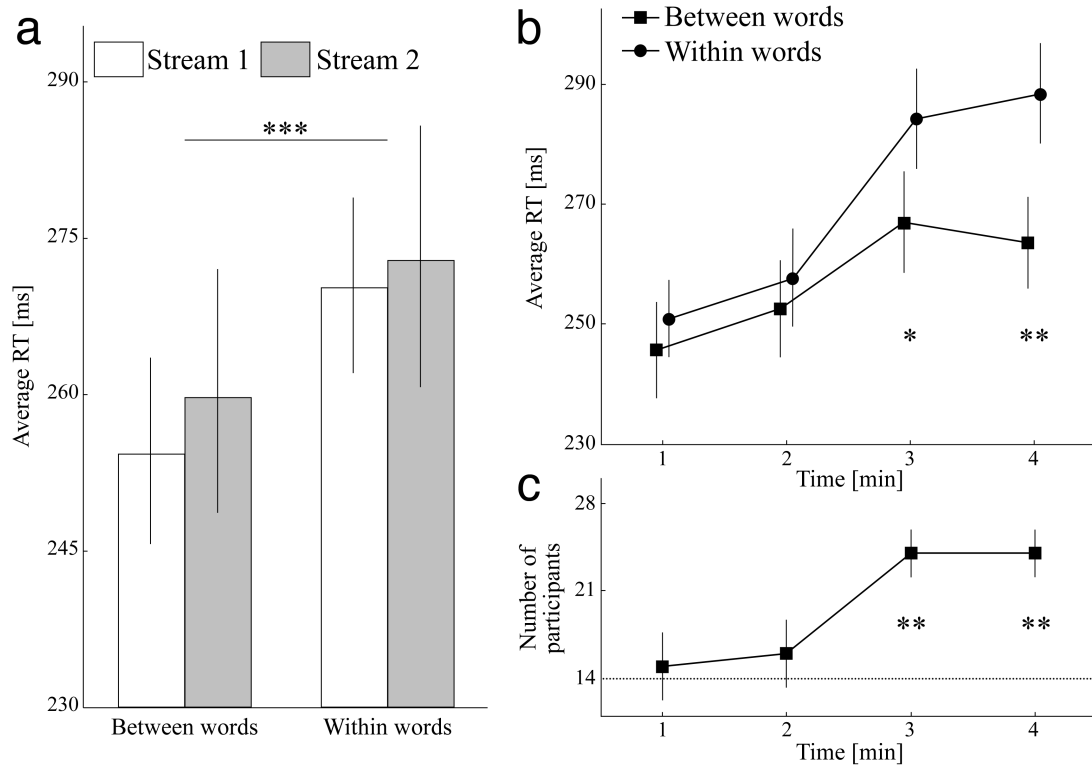 a
Stream 1
Stream 2
***
Average RT [ms]
290
275
260
245
230
Between words
Within words
b
Between words
Within words
Average RT [ms]
290
270
250
230
*
**
1 2 3 4
Time [min]
c
Number of
participants
28
21
14
**
**
1 2 3 4
Time [min]